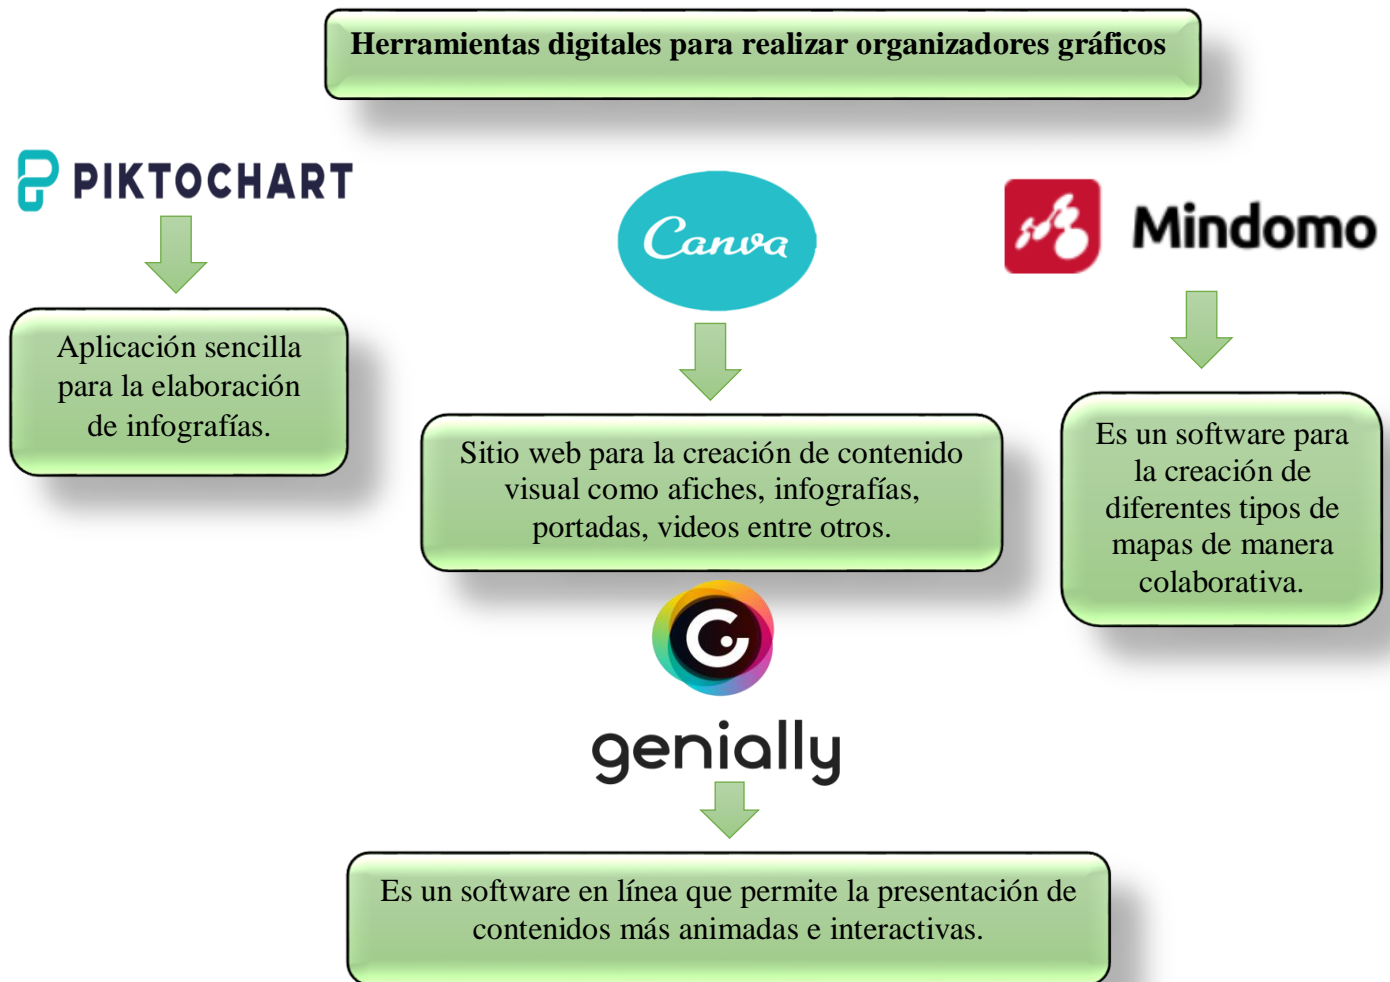 Herramientas digitales para realizar organizadores gráficos
PIKTOCHART
Aplicación sencilla
para la elaboración
de infografías.
Canva
Sitio web para la creación de contenido
visual como afiches, infografías,
portadas, videos entre otros.
Mindomo
Es un software para
la creación de
diferentes tipos de
mapas de manera
colaborativa.
genially
Es un software en línea que permite la presentación de
contenidos más animadas e interactivas.